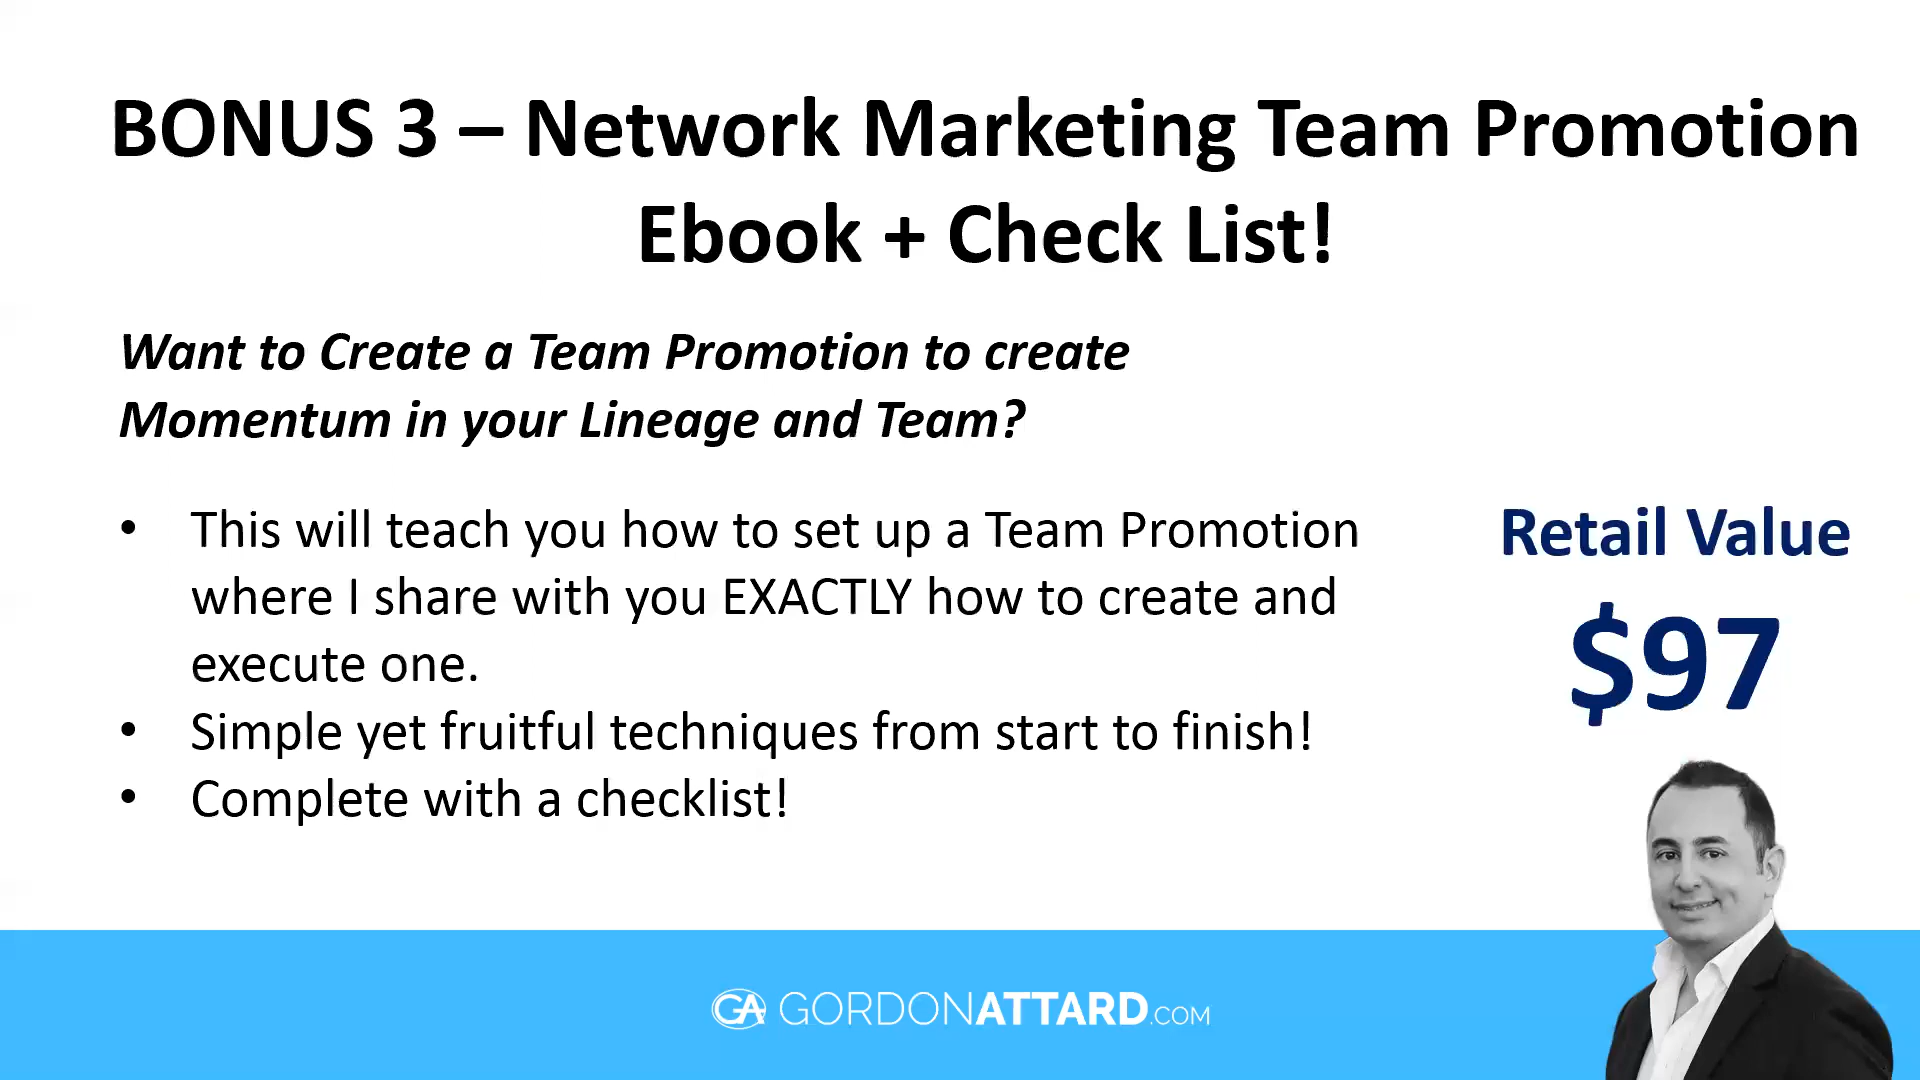 BONUS 3 – Network Marketing Team Promotion
Ebook + Check List!
Want to Create a Team Promotion to create
Momentum in your Lineage and Team?
• This will teach you how to set up a Team Promotion
where I share with you EXACTLY how to create and
execute one.
• Simple yet fruitful techniques from start to finish!
• Complete with a checklist!
Retail Value
$97
GA GORDONATTARD.COM